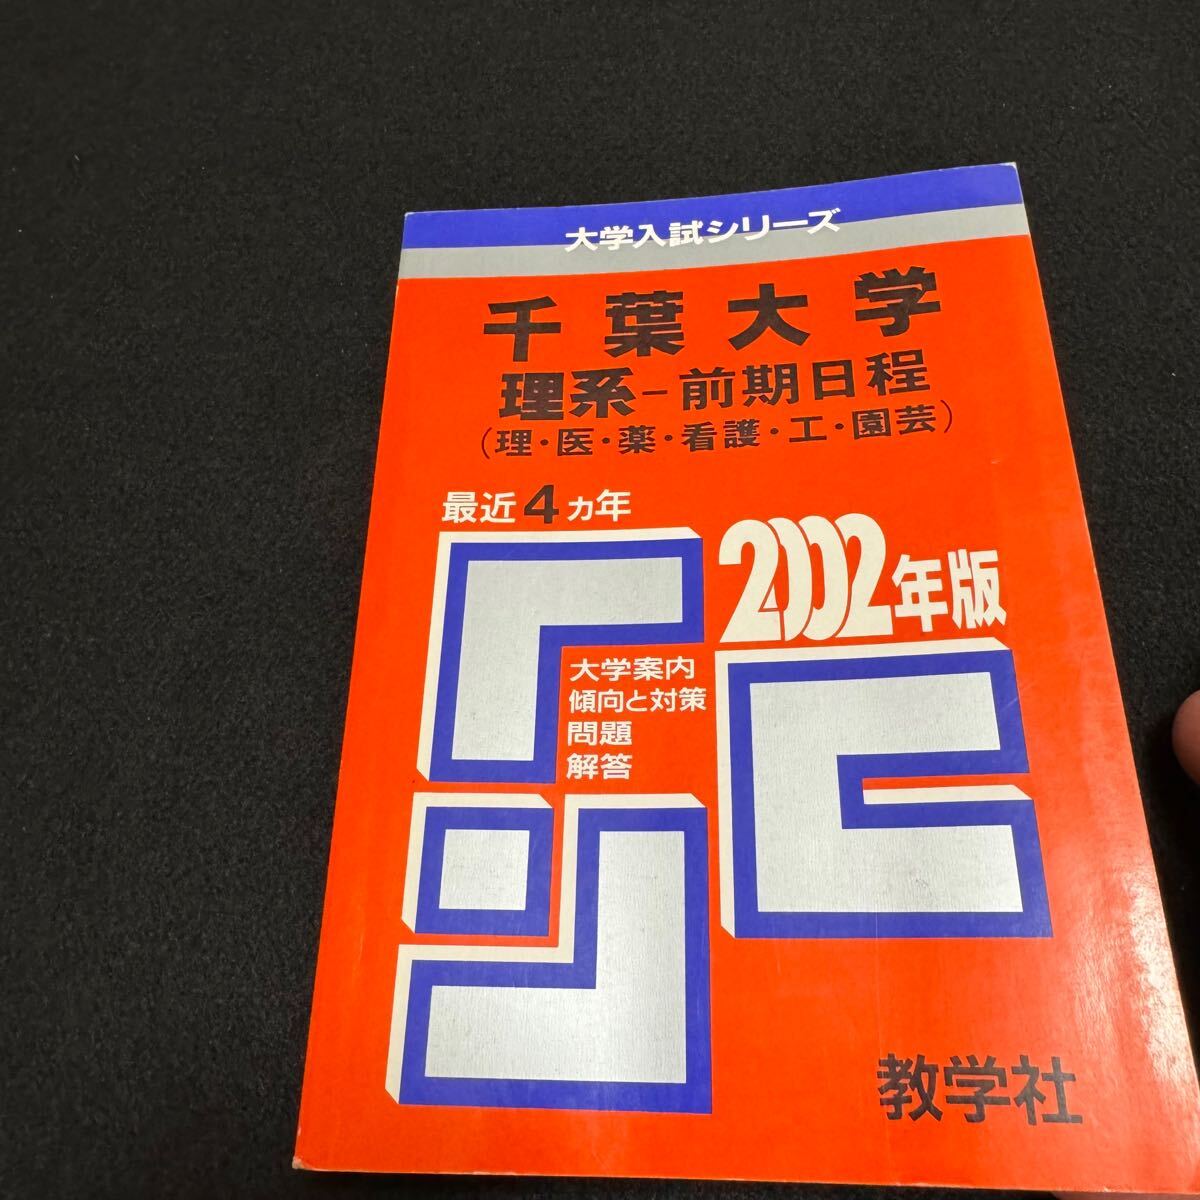 大学入試シリーズ
千葉大学
理系-前期日程
(理・医・薬・看護・工・園芸)
最近4ヵ年
2002年版
大学案内
傾向と対策
問題
解答
教学社